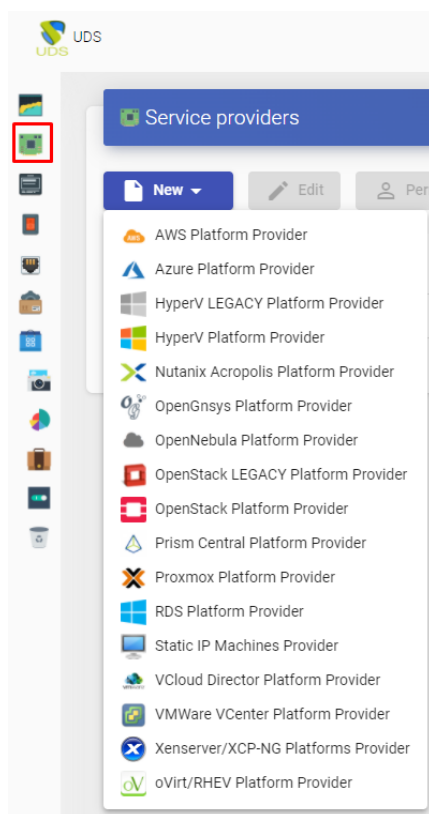 UDS
UDS
Service providers
New
Edit
Per
AWS Platform Provider
Azure Platform Provider
HyperV LEGACY Platform Provider
HyperV Platform Provider
Nutanix Acropolis Platform Provider
OpenGnsys Platform Provider
OpenNebula Platform Provider
OpenStack LEGACY Platform Provider
OpenStack Platform Provider
Prism Central Platform Provider
Proxmox Platform Provider
RDS Platform Provider
Static IP Machines Provider
VCloud Director Platform Provider
VMWare VCenter Platform Provider
Xenserver/XCP-NG Platforms Provider
oVirt/RHEV Platform Provider